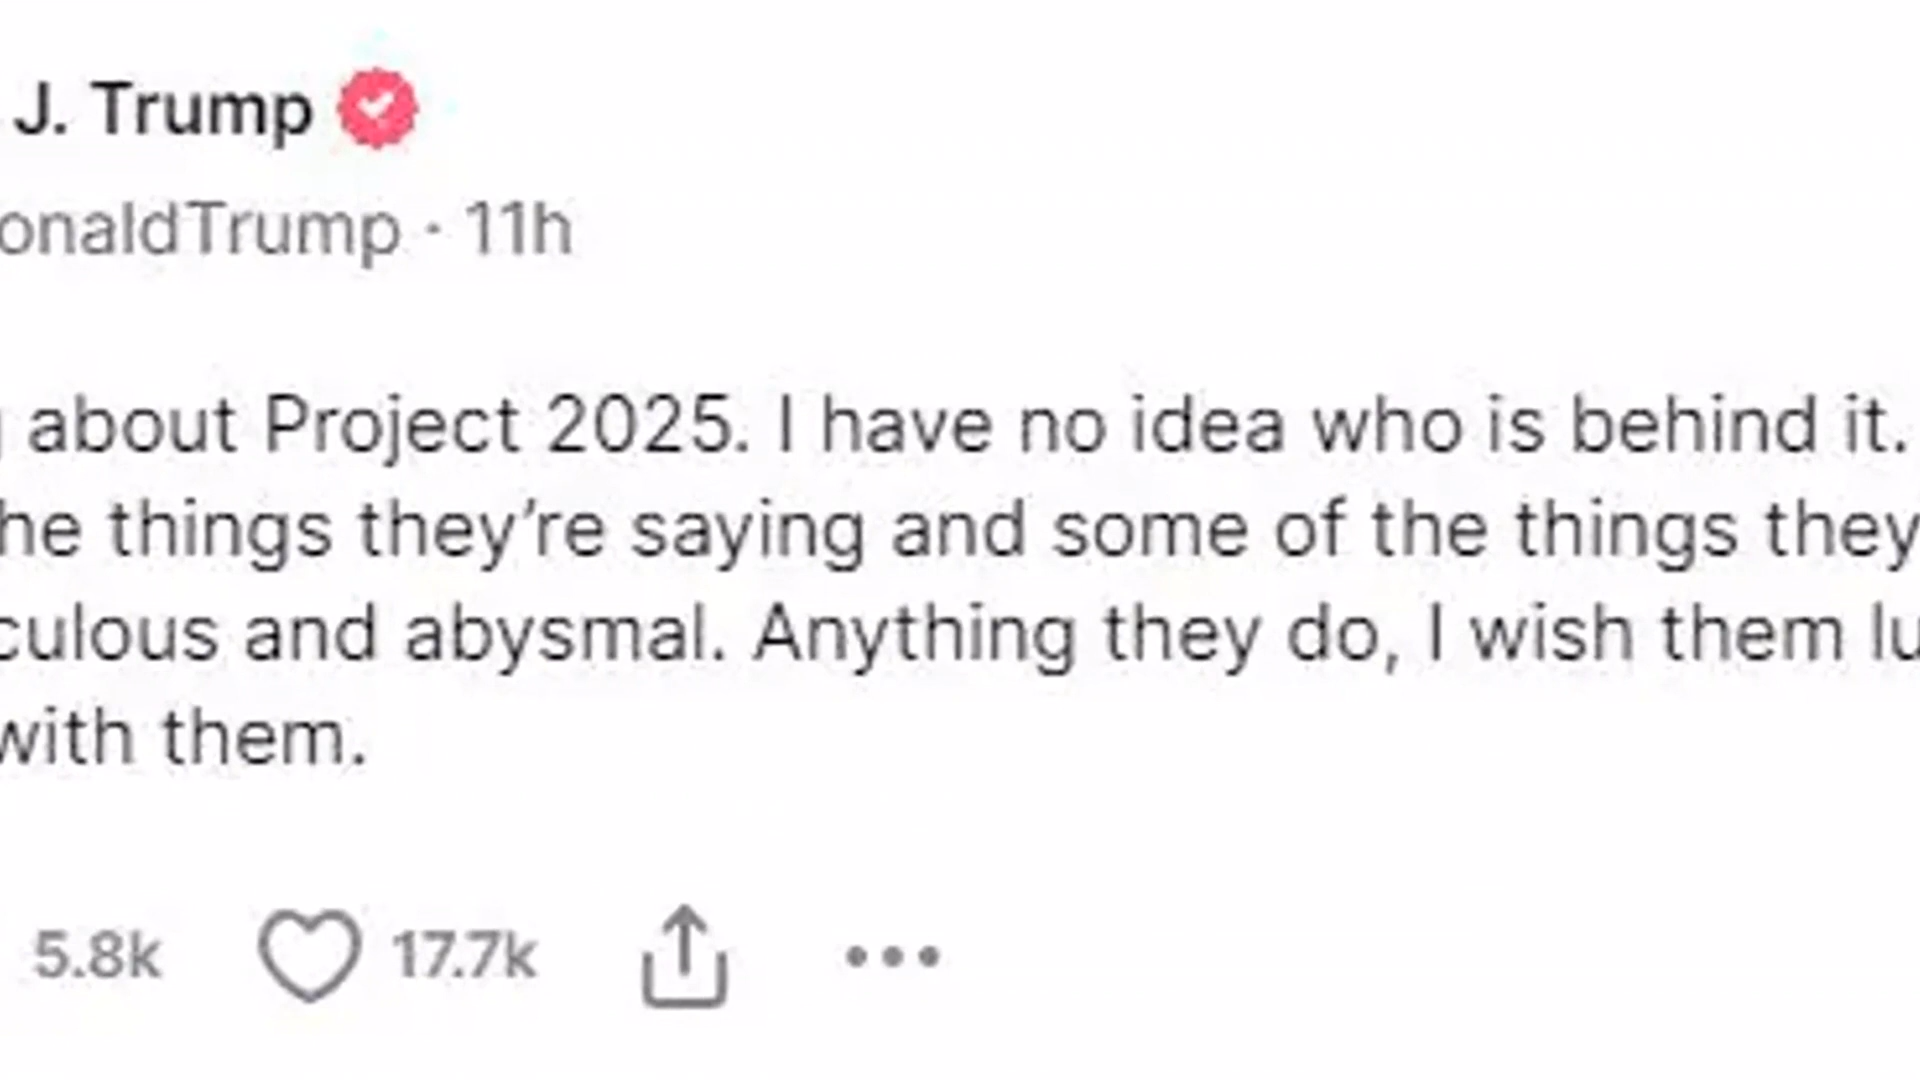 J. Trump
onaldTrump · 11h
about Project 2025. I have no idea who is behind it.
he things they’re saying and some of the things they
culous and abysmal. Anything they do, I wish them lu
with them.
5.8k 17.7k